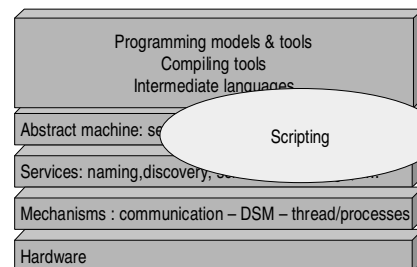 Programming models & tools
Compiling tools
Intermediate languages
Abstract machine:
Scripting
Services: naming,discovery,
Mechanisms : communication – DSM – thread/processes
Hardware